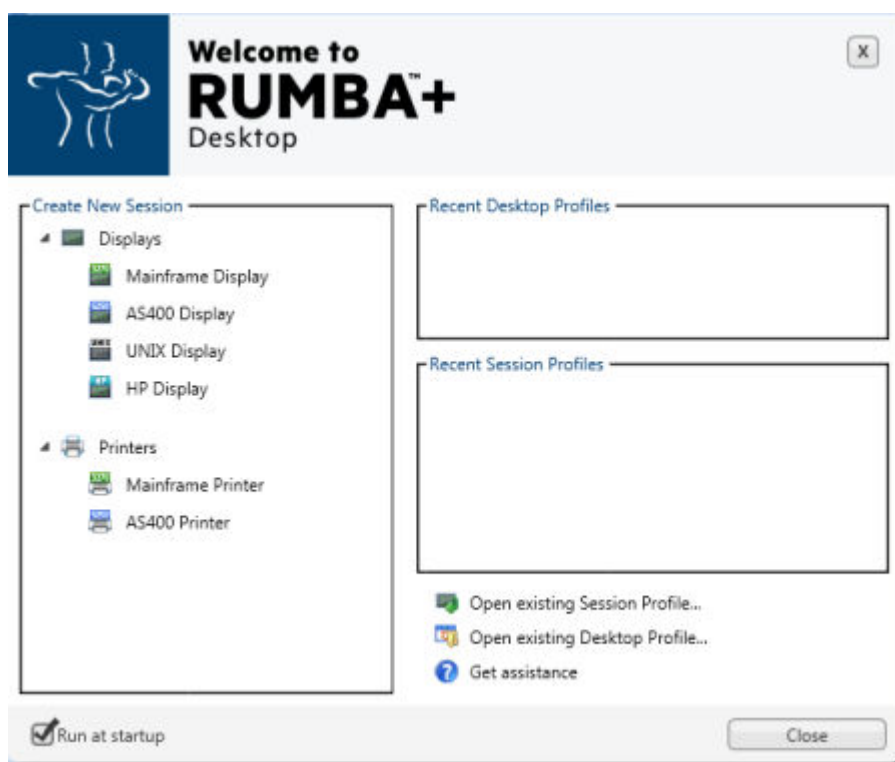 Welcome to
RUMBA™+
Desktop
X
Create New Session
Displays
Mainframe Display
AS400 Display
UNIX Display
HP Display
Printers
Mainframe Printer
AS400 Printer
Recent Desktop Profiles
Recent Session Profiles
Open existing Session Profile...
Open existing Desktop Profile...
Get assistance
Run at startup
Close